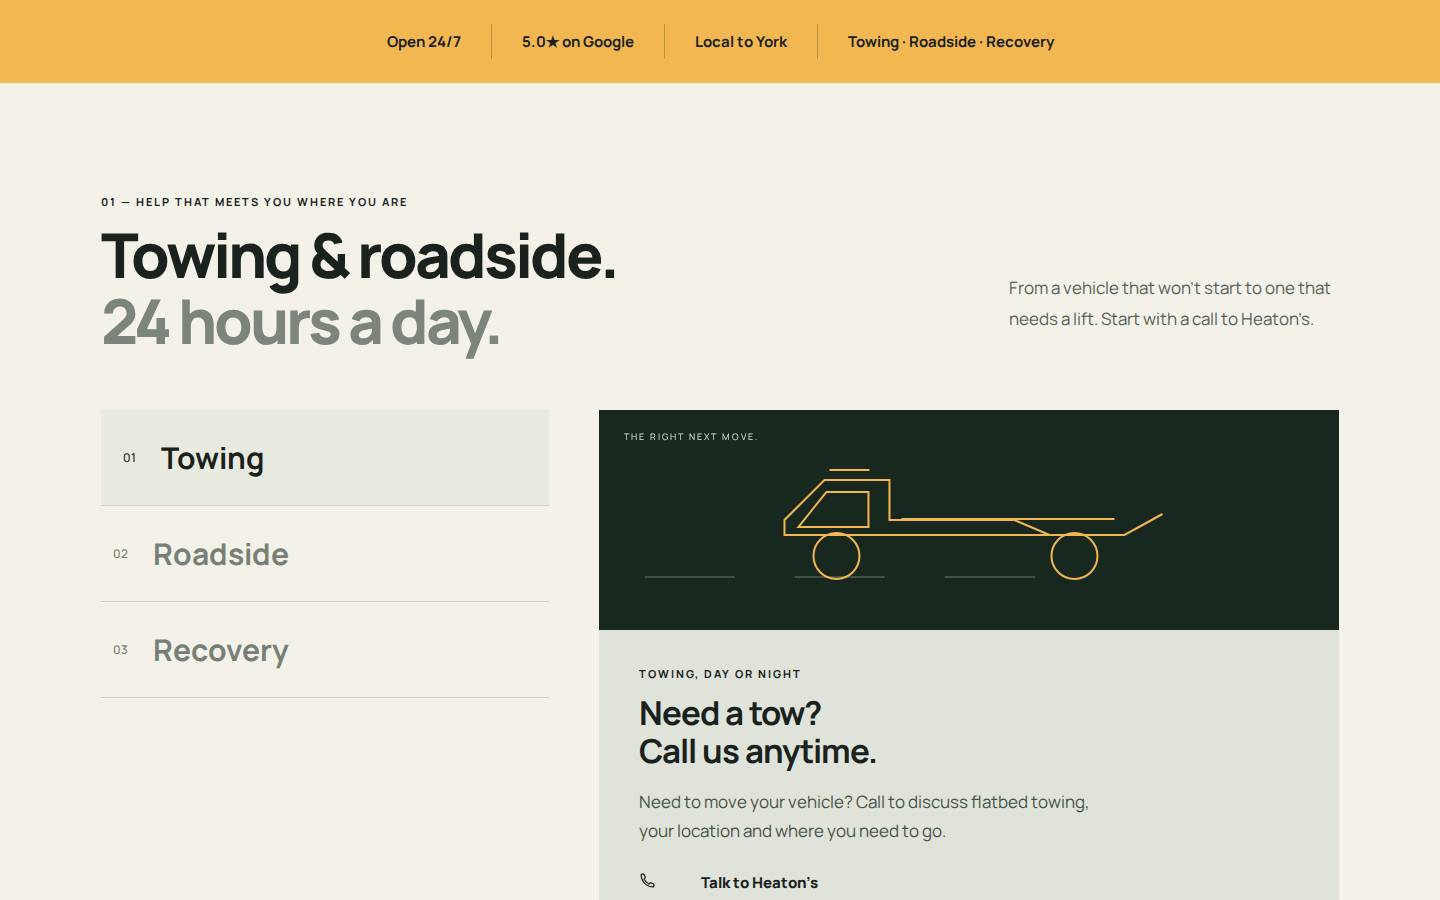 Open 24/7
5.0★ on Google
Local to York
Towing · Roadside · Recovery
01 — HELP THAT MEETS YOU WHERE YOU ARE
Towing & roadside.
24 hours a day.
From a vehicle that won’t start to one that
needs a lift. Start with a call to Heaton’s.
01 Towing
02 Roadside
03 Recovery
THE RIGHT NEXT MOVE.
TOWING, DAY OR NIGHT
Need a tow?
Call us anytime.
Need to move your vehicle? Call to discuss flatbed towing,
your location and where you need to go.
Talk to Heaton’s